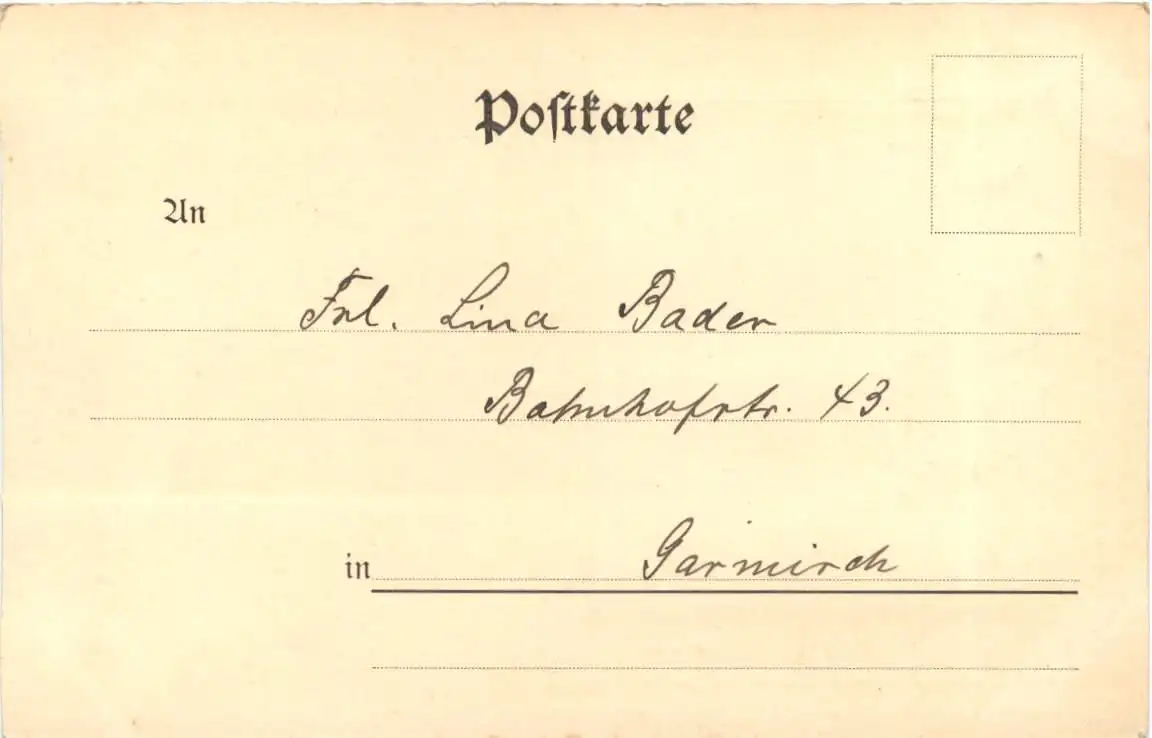 Postkarte
An
Frl. Lina Bader
Bahnhofstr. 43.
in Garmisch